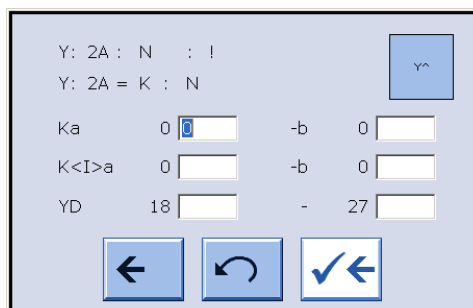 Y: 2A : N : !
Y: 2A = K : N
Y^
Ka 0 0 -b 0
K<I>a 0 -b 0
YD 18 - 27